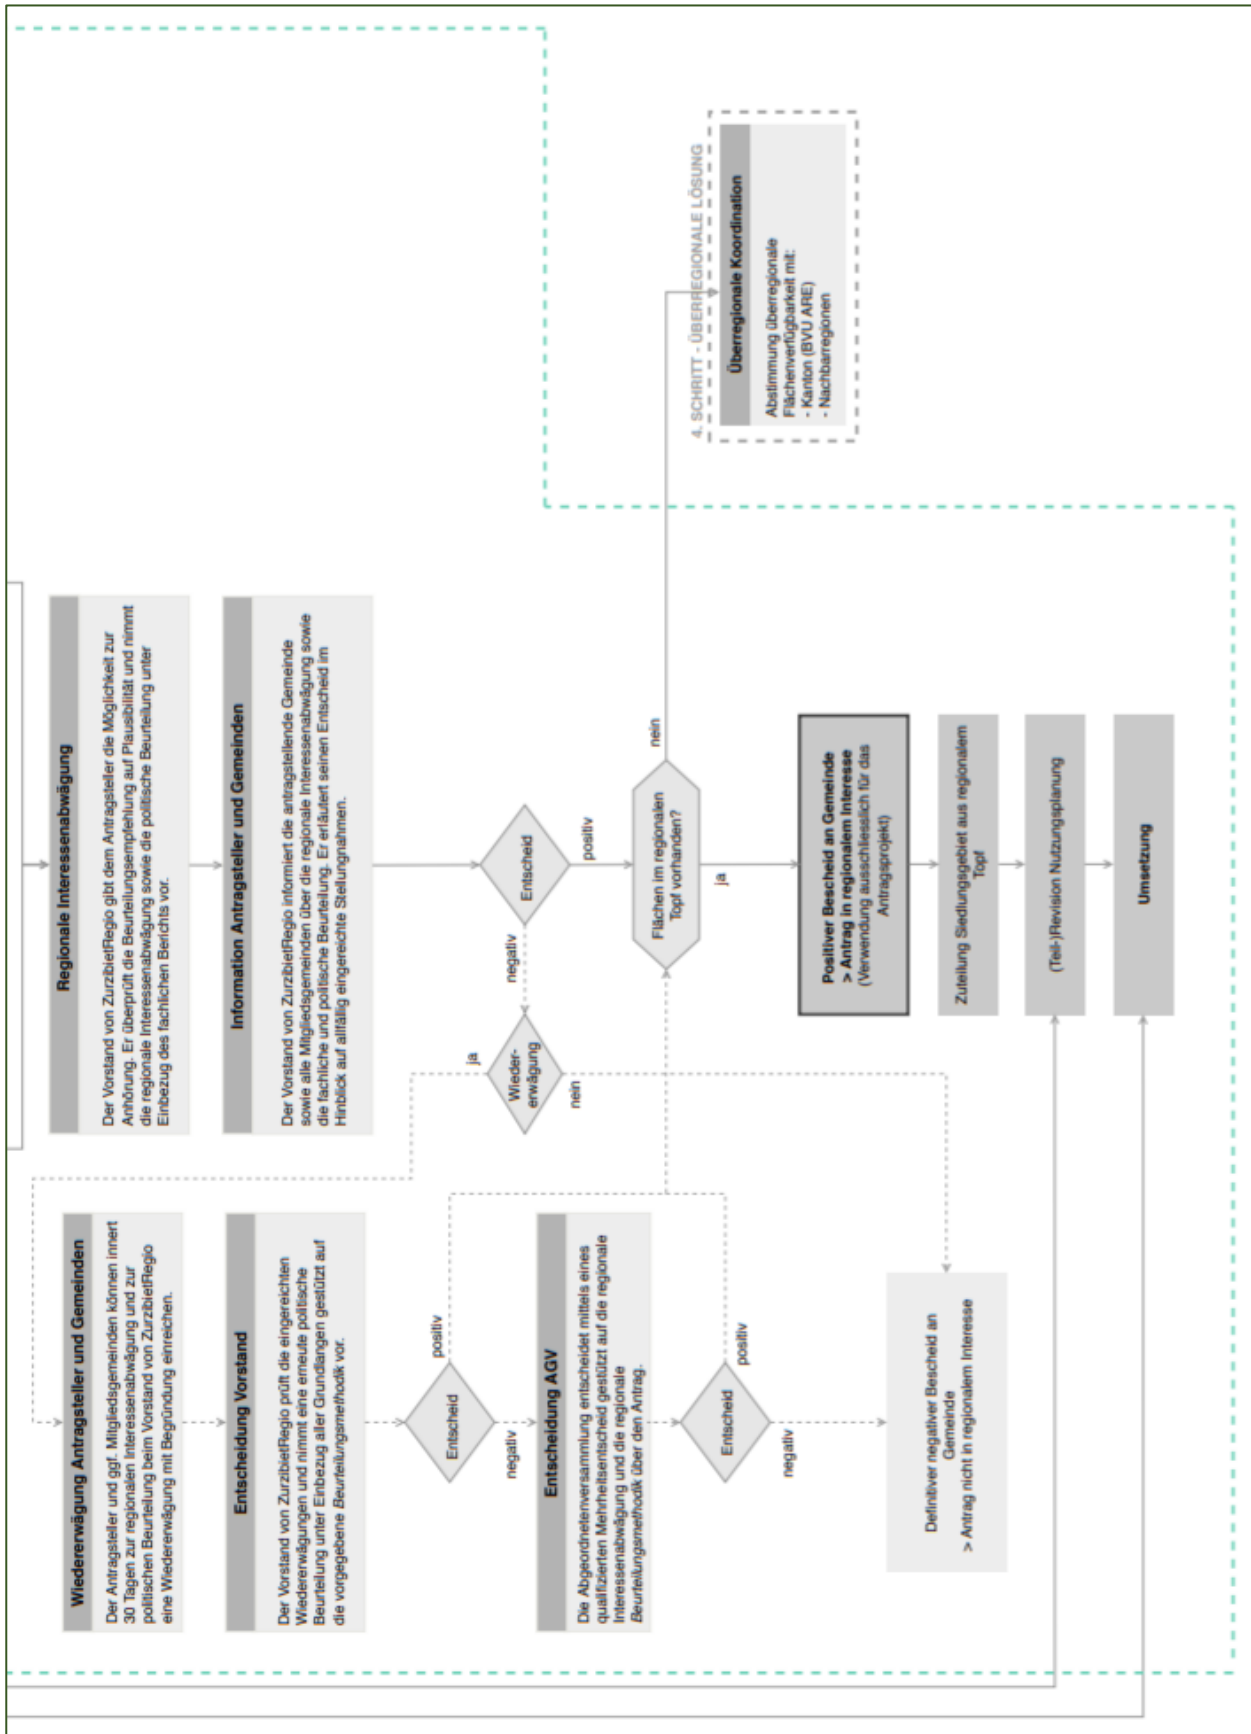 Wiedererwägung Antragsteller und Gemeinden
Der Antragsteller und ggf. Mitgliedsgemeinden können innert
30 Tagen zur regionalen Interessenabwägung und zur
politischen Beurteilung beim Vorstand von ZurzibietRegio
eine Wiedererwägung mit Begründung einreichen.
Entscheidung Vorstand
Der Vorstand von ZurzibietRegio prüft die eingereichten
Wiedererwägungen und nimmt eine erneute politische
Beurteilung unter Einbezug aller Grundlangen gestützt auf
die vorgegebene Beurteilungsmethodik vor.
Entscheid
positiv
negativ
Entscheidung AGV
Die Abgeordnetenversammlung entscheidet mittels eines
qualifizierten Mehrheitsentscheid gestützt auf die regionale
Interessenabwägung und die regionale
Beurteilungsmethodik über den Antrag.
Entscheid
positiv
negativ
Definitiver negativer Bescheid an
Gemeinde
> Antrag nicht in regionalem Interesse
Regionale Interessenabwägung
Der Vorstand von ZurzibietRegio gibt dem Antragsteller die Möglichkeit zur
Anhörung. Er überprüft die Beurteilungsempfehlung auf Plausibilität und nimmt
die regionale Interessenabwägung sowie die politische Beurteilung unter
Einbezug des fachlichen Berichts vor.
Information Antragsteller und Gemeinden
Der Vorstand von ZurzibietRegio informiert die antragstellende Gemeinde
sowie alle Mitgliedsgemeinden über die regionale Interessenabwägung sowie
die fachliche und politische Beurteilung. Er erläutert seinen Entscheid im
Hinblick auf allfällig eingereichte Stellungnahmen.
Entscheid
negativ
positiv
Wieder-
erwägung
ja
nein
Flächen im regionalen
Topf vorhanden?
nein
ja
Positiver Bescheid an Gemeinde
> Antrag in regionalem Interesse
(Verwendung ausschliesslich für das
Antragsprojekt)
Zuteilung Siedlungsgebiet aus regionalem
Topf
(Teil-)Revision Nutzungsplanung
Umsetzung
4. SCHRITT - ÜBERREGIONALE LÖSUNG
Überregionale Koordination
Abstimmung überregionale
Flächenverfügbarkeit mit:
- Kanton (BVU ARE)
- Nachbarregionen